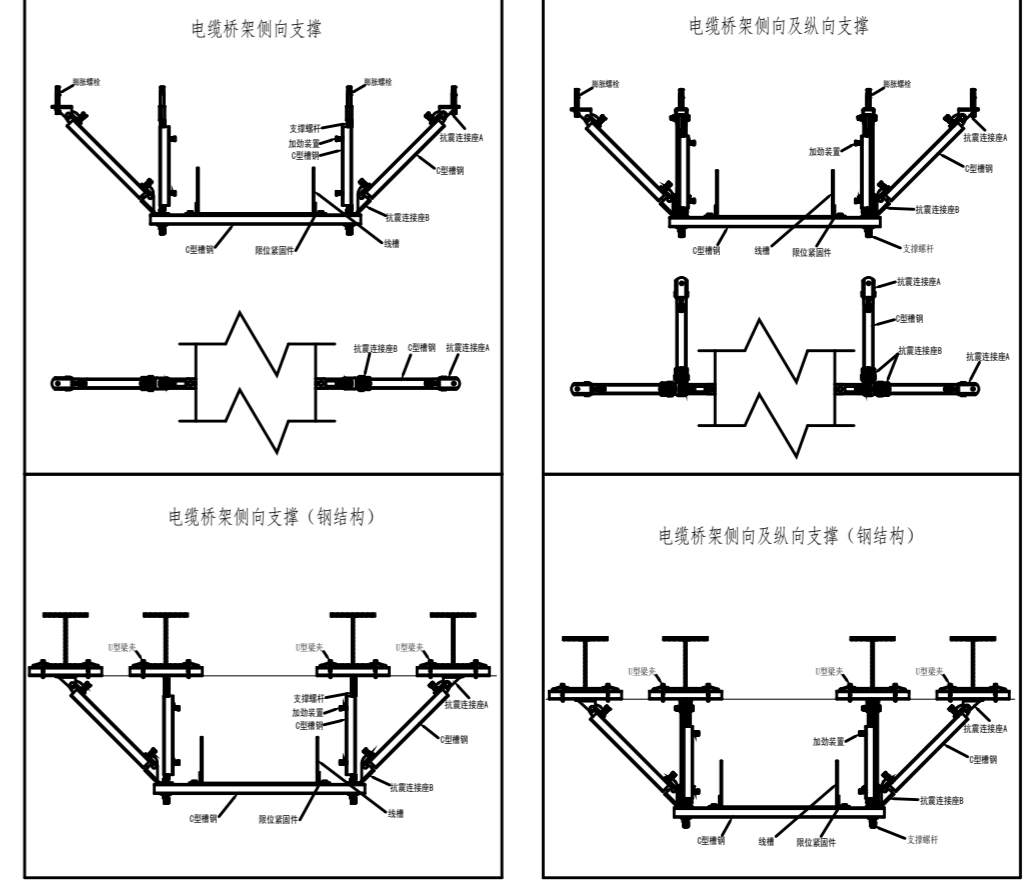 电缆桥架侧向支撑
膨胀螺栓
膨胀螺栓
支撑螺杆
加劲装置
C型槽钢
抗震连接座A
C型槽钢
抗震连接座B
C型槽钢
限位紧固件
线槽
抗震连接座B
C型槽钢
抗震连接座A
电缆桥架侧向及纵向支撑
膨胀螺栓
膨胀螺栓
加劲装置
抗震连接座A
C型槽钢
抗震连接座B
C型槽钢
线槽
限位紧固件
支撑螺杆
抗震连接座A
C型槽钢
抗震连接座B
抗震连接座A
电缆桥架侧向支撑（钢结构）
U型梁夹
U型梁夹
U型梁夹
支撑螺杆
加劲装置
C型槽钢
抗震连接座A
C型槽钢
抗震连接座B
C型槽钢
限位紧固件
线槽
电缆桥架侧向及纵向支撑（钢结构）
U型梁夹
U型梁夹
U型梁夹
加劲装置
抗震连接座A
C型槽钢
抗震连接座B
C型槽钢
线槽
限位紧固件
支撑螺杆